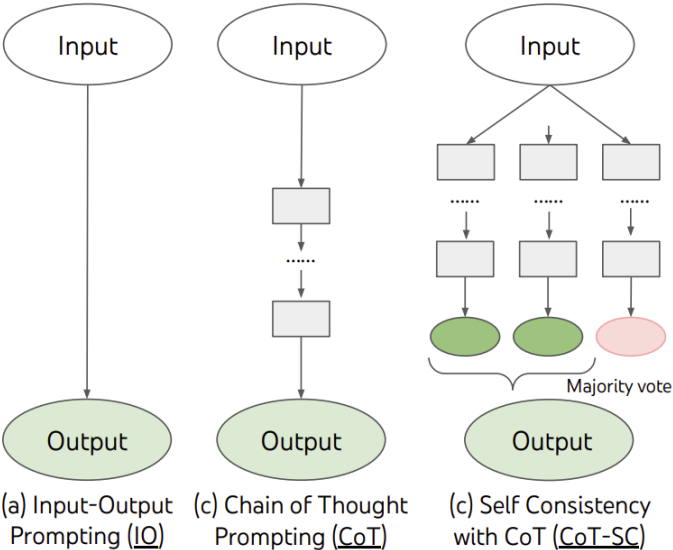 Input
Input
Input
......
......
......
......
Majority vote
Output
Output
Output
(a) Input-Output
Prompting (IO)
(c) Chain of Thought
Prompting (CoT)
(c) Self Consistency
with CoT (CoT-SC)